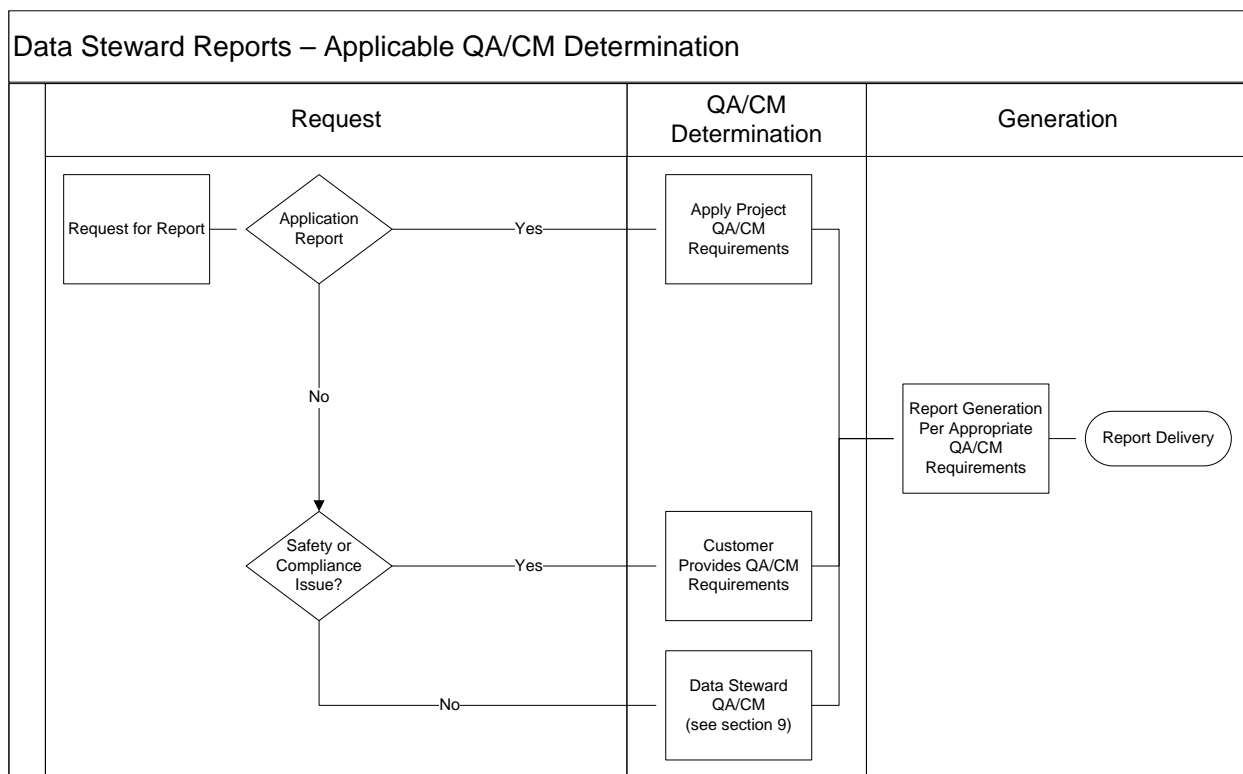 Data Steward Reports – Applicable QA/CM Determination
Request
QA/CM
Determination
Generation
Request for Report
Application
Report
Yes
Apply Project
QA/CM
Requirements
No
Report Generation
Per Appropriate
QA/CM
Requirements
Report Delivery
Safety or
Compliance
Issue?
Yes
Customer
Provides QA/CM
Requirements
No
Data Steward
QA/CM
(see section 9)